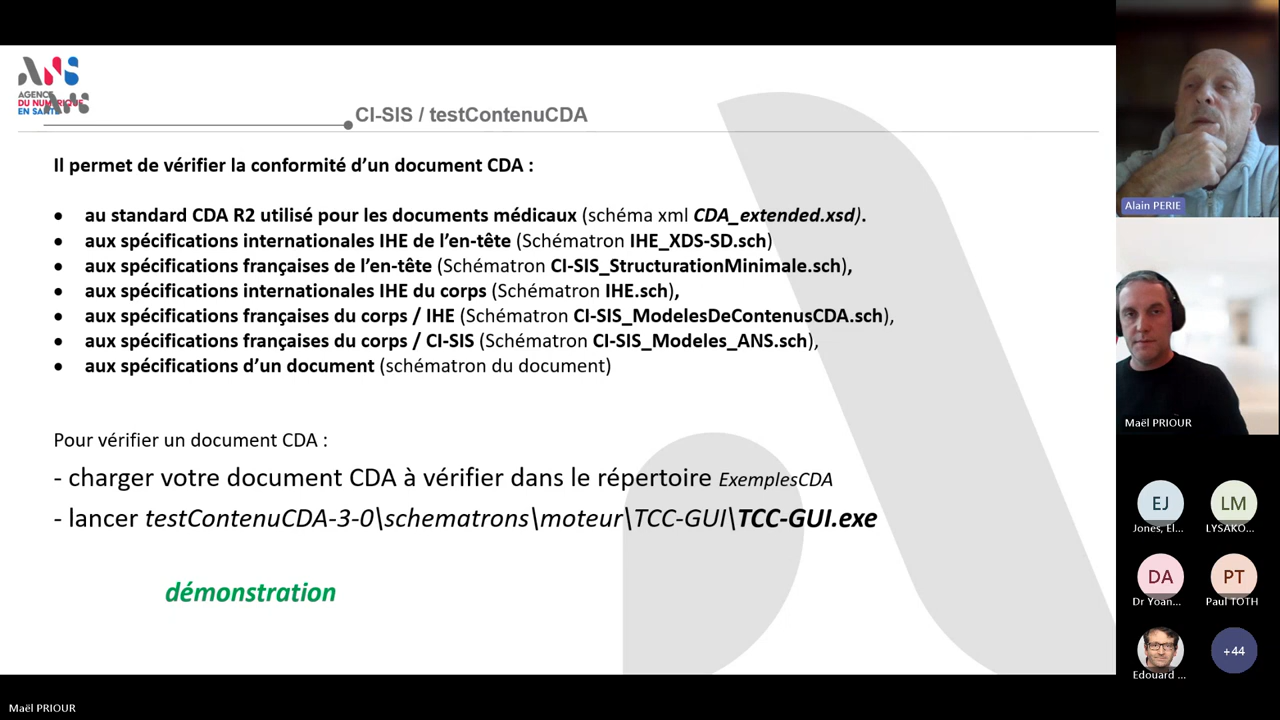 ANS
AGENCE
DU NUMÉRIQUE
EN SANTÉ
CI-SIS / testContenuCDA
Il permet de vérifier la conformité d’un document CDA :
• au standard CDA R2 utilisé pour les documents médicaux (schéma xml CDA_extended.xsd).
• aux spécifications internationales IHE de l’en-tête (Schématron IHE_XDS-SD.sch)
• aux spécifications françaises de l’en-tête (Schématron CI-SIS_StructurationMinimale.sch),
• aux spécifications internationales IHE du corps (Schématron IHE.sch),
• aux spécifications françaises du corps / IHE (Schématron CI-SIS_ModelesDeContenusCDA.sch),
• aux spécifications françaises du corps / CI-SIS (Schématron CI-SIS_Modeles_ANS.sch),
• aux spécifications d’un document (schématron du document)
Pour vérifier un document CDA :
- charger votre document CDA à vérifier dans le répertoire ExemplesCDA
- lancer testContenuCDA-3-0\schematrons\moteur\TCC-GUI\TCC-GUI.exe
démonstration
Alain PERIE
Maël PRIOUR
EJ
LM
Jones, El...
LYSAKO...
DA
PT
Dr Yoan...
Paul TOTH
+44
Edouard ...
Maël PRIOUR